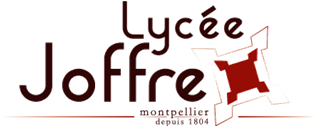 Lycée
Joffre
montpellier
depuis 1804